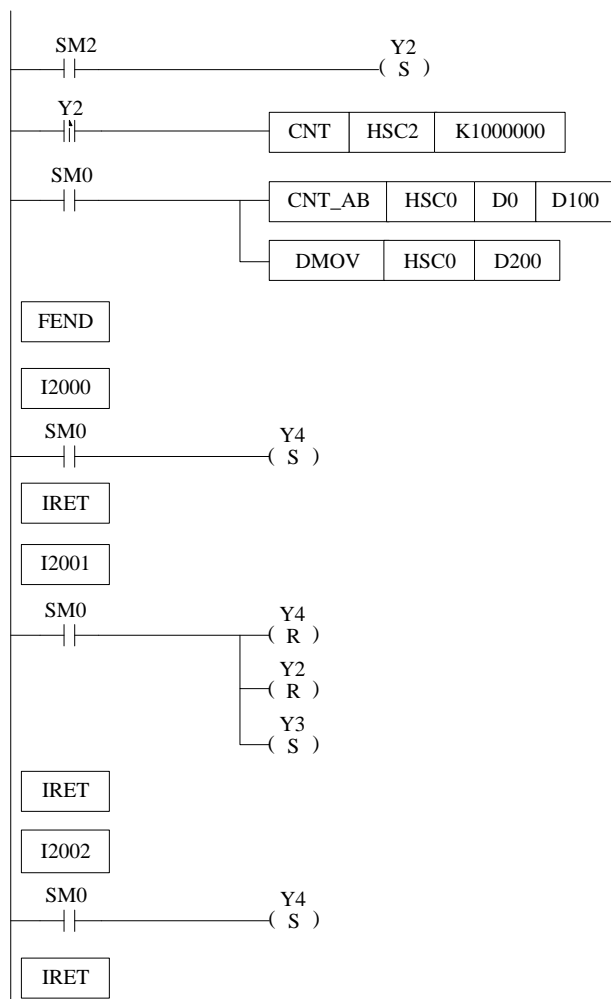 SM2 Y2
( S )
Y2
CNT HSC2 K1000000
SM0
CNT_AB HSC0 D0 D100
DMOV HSC0 D200
FEND
I2000
SM0 Y4
( S )
IRET
I2001
SM0 Y4
( R )
Y2
( R )
Y3
( S )
IRET
I2002
SM0 Y4
( S )
IRET